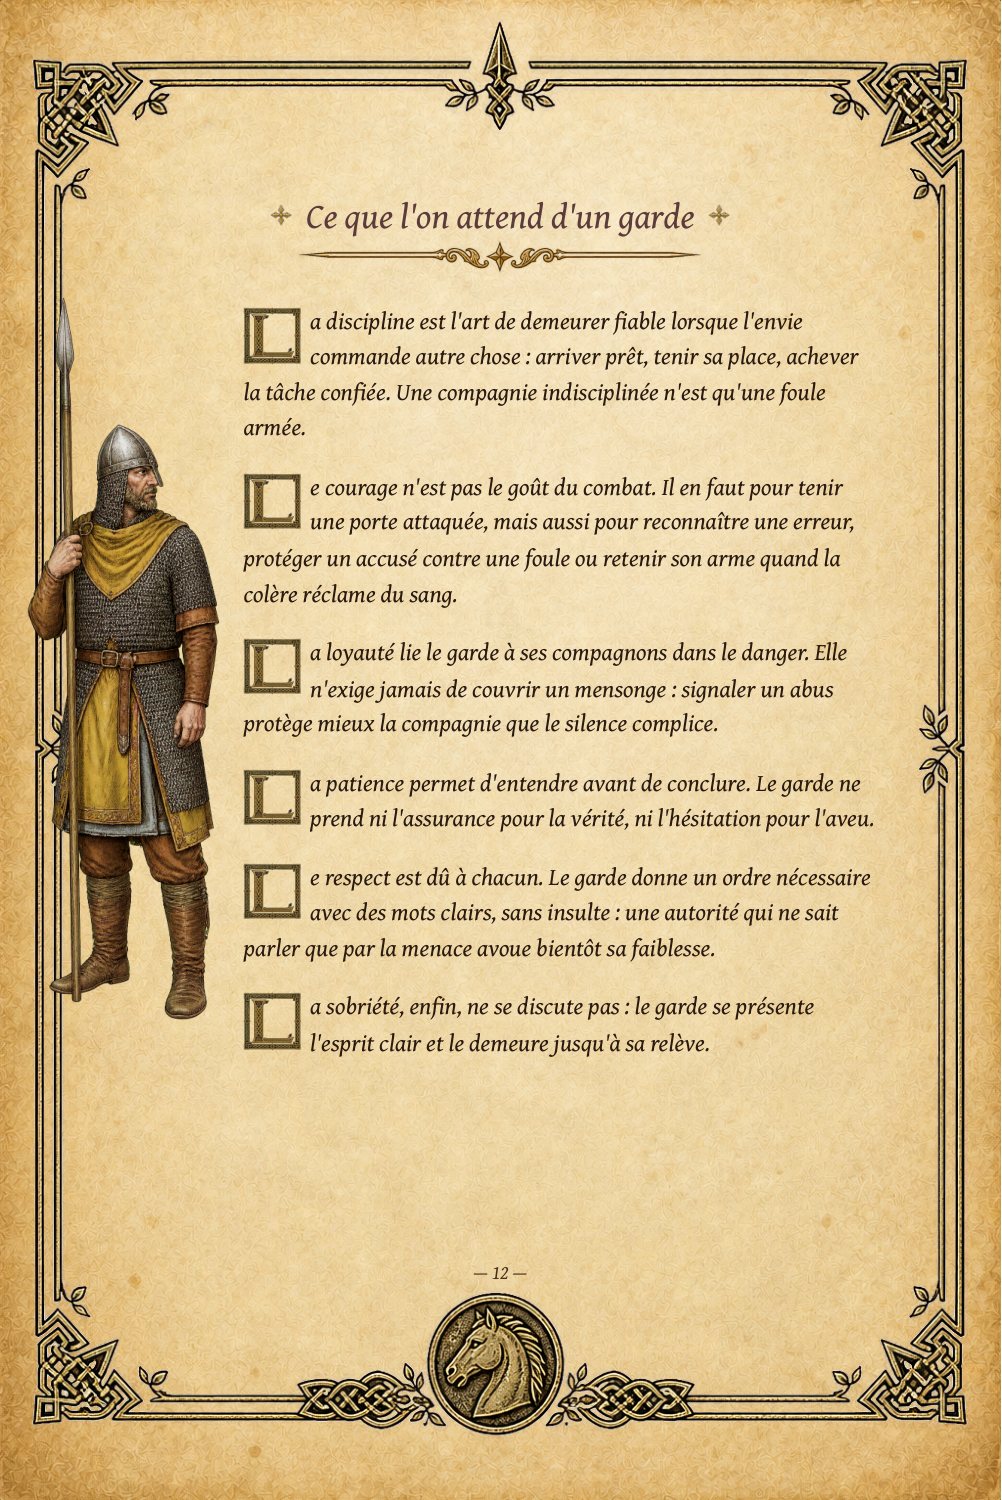 Ce que l'on attend d'un garde
La discipline est l'art de demeurer fiable lorsque l'envie
commande autre chose : arriver prêt, tenir sa place, achever
la tâche confiée. Une compagnie indisciplinée n'est qu'une foule
armée.
Le courage n'est pas le goût du combat. Il en faut pour tenir
une porte attaquée, mais aussi pour reconnaître une erreur,
protéger un accusé contre une foule ou retenir son arme quand la
colère réclame du sang.
La loyauté lie le garde à ses compagnons dans le danger. Elle
n'exige jamais de couvrir un mensonge : signaler un abus
protège mieux la compagnie que le silence complice.
La patience permet d'entendre avant de conclure. Le garde ne
prend ni l'assurance pour la vérité, ni l'hésitation pour l'aveu.
Le respect est dû à chacun. Le garde donne un ordre nécessaire
avec des mots clairs, sans insulte : une autorité qui ne sait
parler que par la menace avoue bientôt sa faiblesse.
La sobriété, enfin, ne se discute pas : le garde se présente
l'esprit clair et le demeure jusqu'à sa relève.
— 12 —